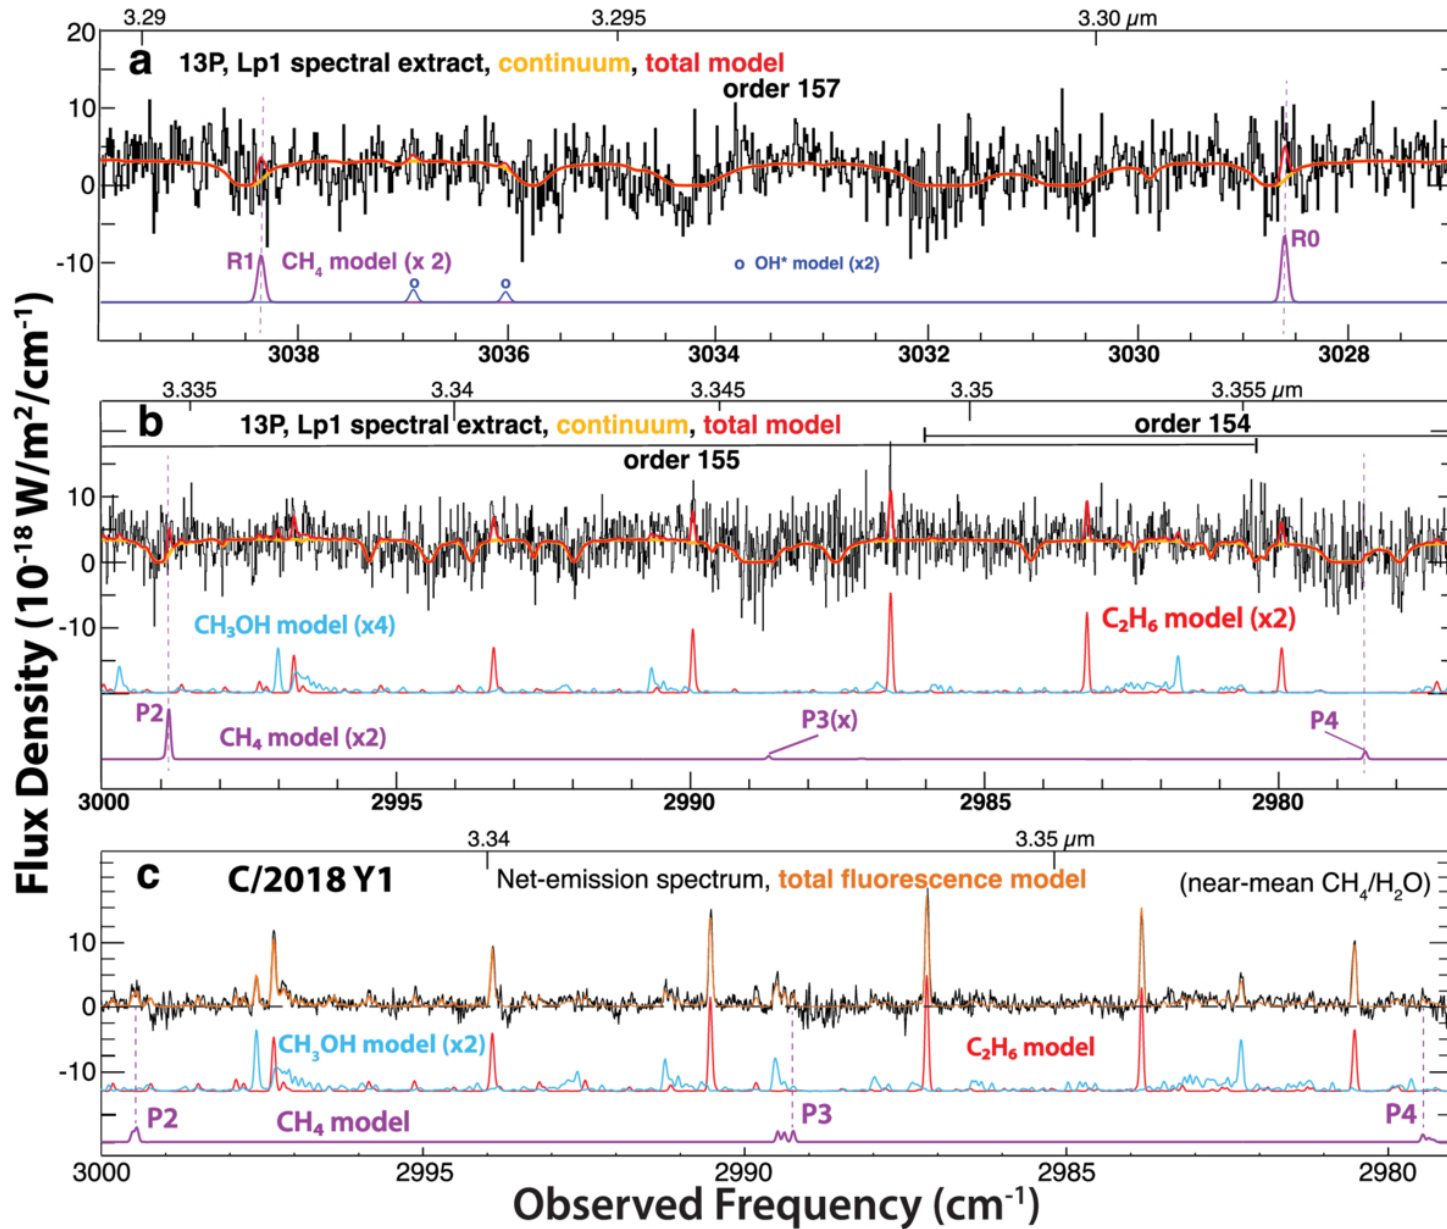 Flux Density (10⁻¹⁸ W/m²/cm⁻¹)
3.29 3.295 3.30 µm
a 13P, Lp1 spectral extract, continuum, total model
order 157
20
10
0
-10
R1 CH₄ model (x 2)
o o
o OH* model (x2)
R0
3038 3036 3034 3032 3030 3028
3.335 3.34 3.345 3.35 3.355 µm
b 13P, Lp1 spectral extract, continuum, total model
order 154
order 155
10
0
-10
CH₃OH model (x4)
C₂H₆ model (x2)
P2
CH₄ model (x2)
P3(x)
P4
3000 2995 2990 2985 2980
3.34 3.35 µm
c C/2018 Y1 Net-emission spectrum, total fluorescence model (near-mean CH₄/H₂O)
10
0
-10
CH₃OH model (x2)
C₂H₆ model
P2 CH₄ model P3 P4
3000 2995 2990 2985 2980
Observed Frequency (cm⁻¹)